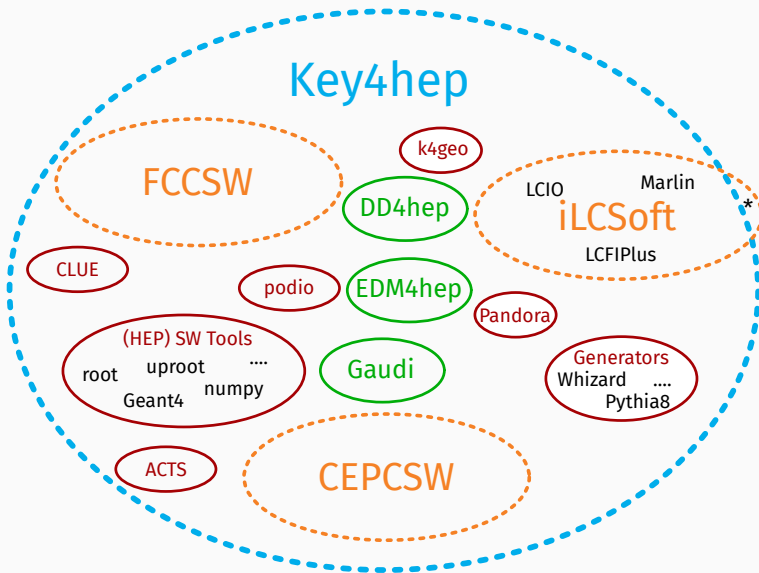 Key4hep
k4geo
FCCSW
LCIO
Marlin
*
DD4hep
iLCSoft
LCFIPlus
CLUE
podio
EDM4hep
Pandora
(HEP) SW Tools
root
uproot
....
Geant4
numpy
Gaudi
Generators
Whizard
....
Pythia8
ACTS
CEPCSW